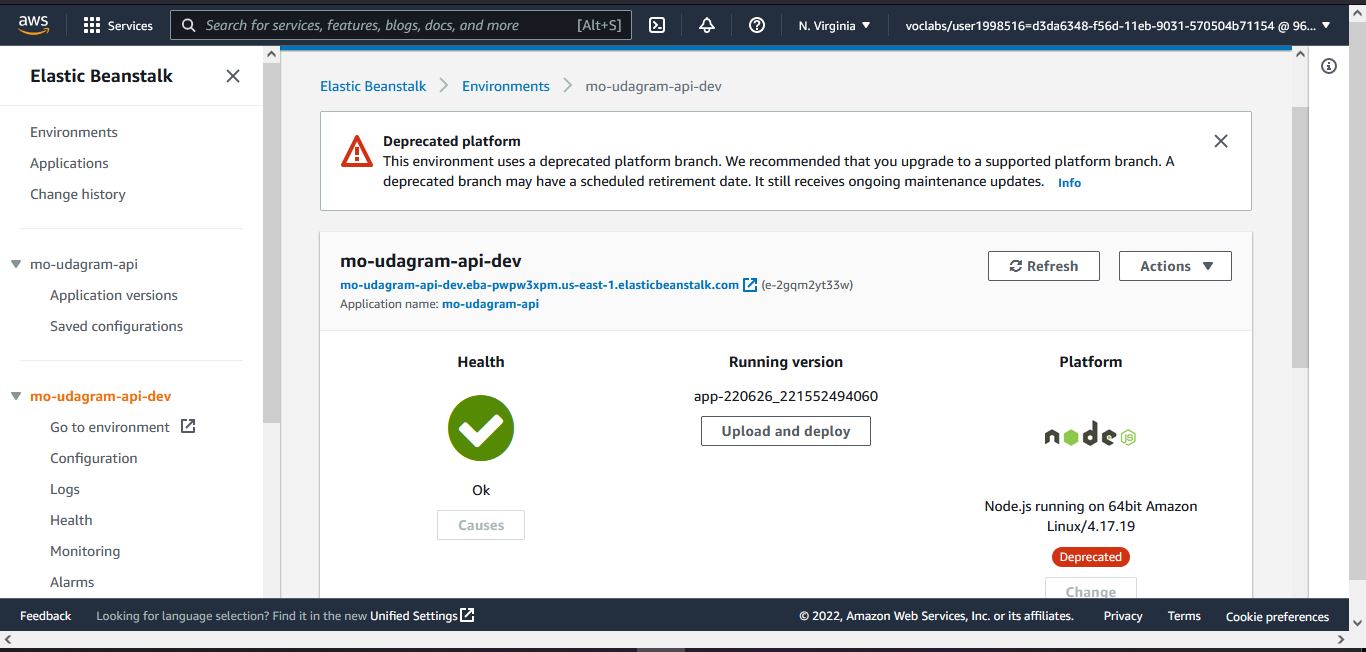 aws
Services
Search for services, features, blogs, docs, and more
[Alt+S]
N. Virginia
voclabs/user1998516=d3da6348-f56d-11eb-9031-570504b71154 @ 96...
Elastic Beanstalk
Environments
Applications
Change history
mo-udagram-api
Application versions
Saved configurations
mo-udagram-api-dev
Go to environment
Configuration
Logs
Health
Monitoring
Alarms
Elastic Beanstalk
Environments
mo-udagram-api-dev
Deprecated platform
This environment uses a deprecated platform branch. We recommended that you upgrade to a supported platform branch. A
deprecated branch may have a scheduled retirement date. It still receives ongoing maintenance updates. Info
mo-udagram-api-dev
mo-udagram-api-dev.eba-pwpw3xpm.us-east-1.elasticbeanstalk.com (e-2gqm2yt33w)
Application name: mo-udagram-api
Refresh
Actions
Health
Ok
Causes
Running version
app-220626_221552494060
Upload and deploy
Platform
node JS
Node.js running on 64bit Amazon
Linux/4.17.19
Deprecated
Change
Feedback
Looking for language selection? Find it in the new Unified Settings
© 2022, Amazon Web Services, Inc. or its affiliates.
Privacy
Terms
Cookie preferences